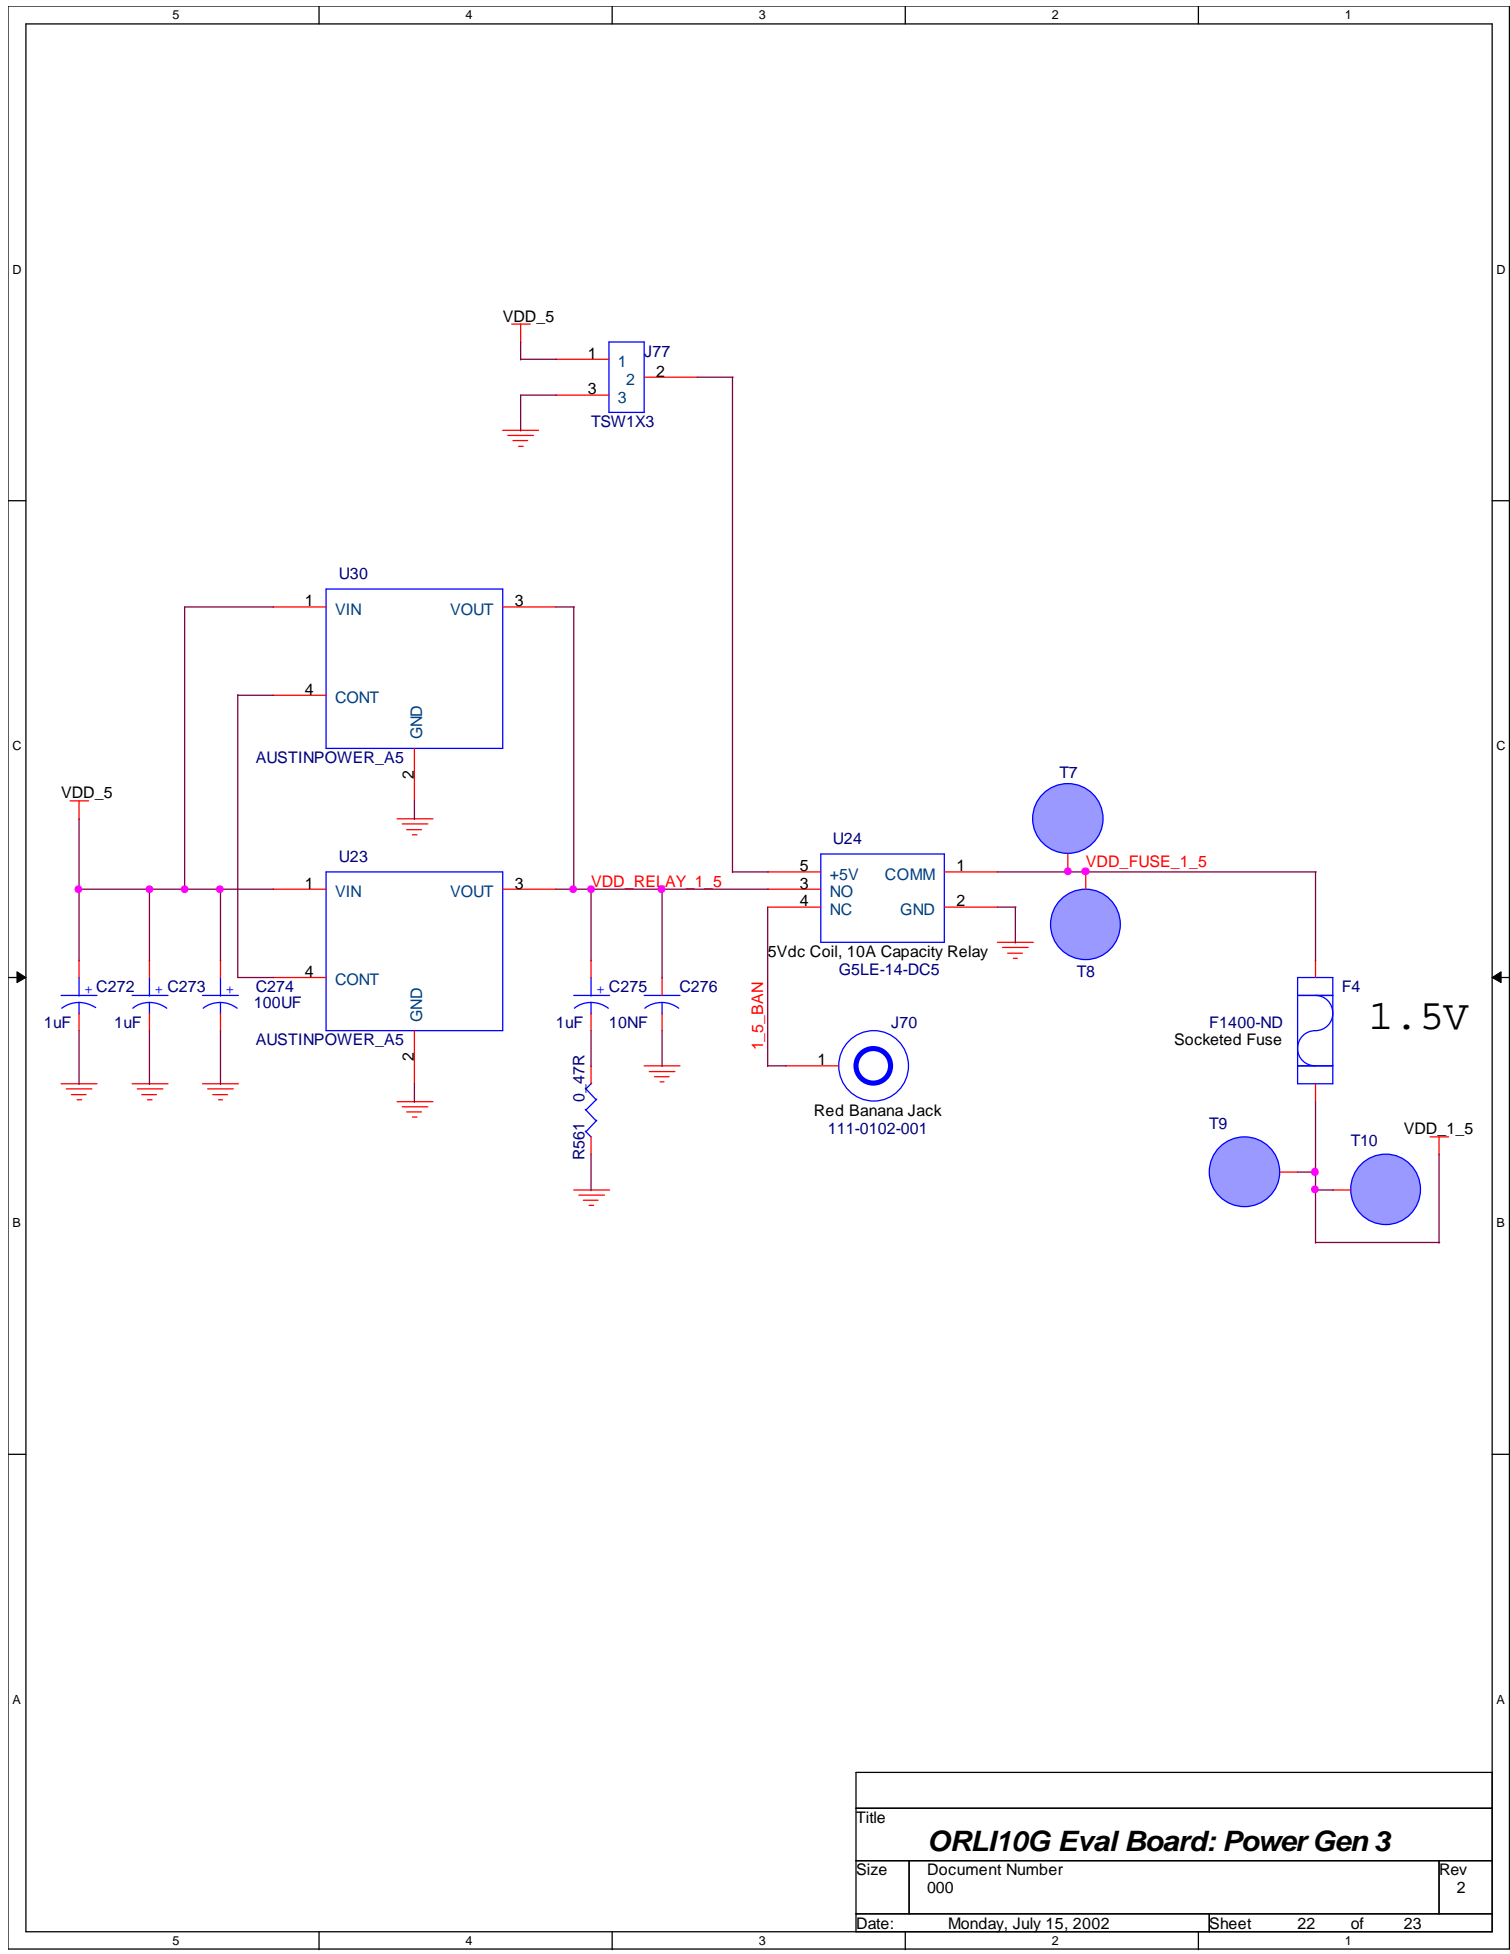 5 4 3 2 1
D D
VDD_5
1 1 J77
2 2
3 3
TSW1X3
U30
1 VIN VOUT 3
4 CONT
GND
2
AUSTINPOWER_A5
C C
VDD_5
U23
1 VIN VOUT 3
4 CONT
GND
2
AUSTINPOWER_A5
VDD_RELAY_1_5
+ C272
1uF
+ C273
1uF
+ C274
100UF
+ C275
1uF
C276
10NF
R561 0_47R
U24
5 +5V COMM 1
3 NO
4 NC GND 2
5Vdc Coil, 10A Capacity Relay
G5LE-14-DC5
1_5_BAN
J70
1
Red Banana Jack
111-0102-001
T7
VDD_FUSE_1_5
T8
F4
F1400-ND
Socketed Fuse
1.5V
T9
T10
VDD_1_5
B B
A A
Title
ORLI10G Eval Board: Power Gen 3
Size Document Number Rev
000 2
Date: Monday, July 15, 2002 Sheet 22 of 23
5 4 3 2 1